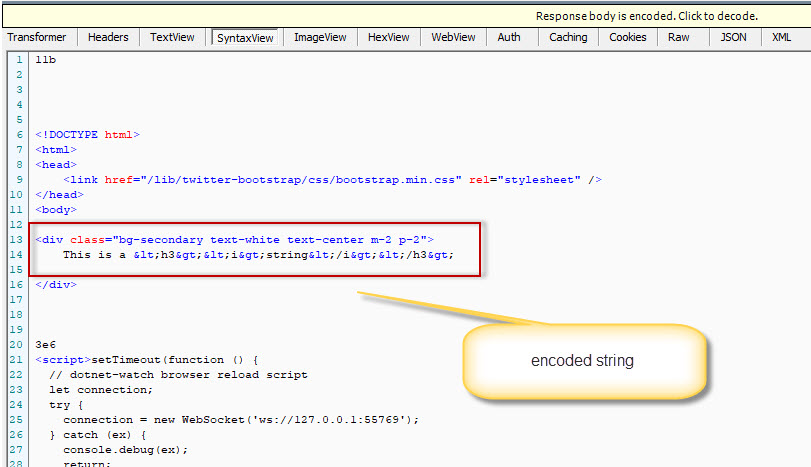 Response body is encoded. Click to decode.
Transformer Headers TextView SyntaxView ImageView HexView WebView Auth Caching Cookies Raw JSON XML
1 11b
2
3
4
5
6 <!DOCTYPE html>
7 <html>
8 <head>
9 <link href="/lib/twitter-bootstrap/css/bootstrap.min.css" rel="stylesheet" />
10 </head>
11 <body>
12
13 <div class="bg-secondary text-white text-center m-2 p-2">
14 This is a &lt;h3&gt;&lt;i&gt;string&lt;/i&gt;&lt;/h3&gt;
15
16 </div>
17
18
19
20 3e6
21 <script>setTimeout(function () {
22 // dotnet-watch browser reload script
23 let connection;
24 try {
25 connection = new WebSocket('ws://127.0.0.1:55769');
26 } catch (ex) {
27 console.debug(ex);
28 return;
encoded string